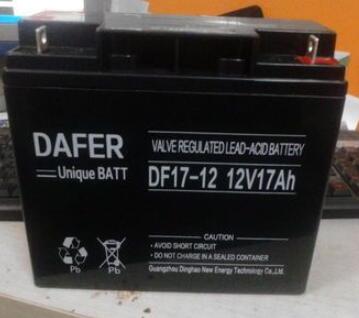 DAFER
Unique BATT
VALVE REGULATED LEAD-ACID BATTERY
DF17-12 12V17Ah
CAUTION
• AVOID SHORT CIRCUIT
• DO NOT CHARGE IN A SEALED CONTAINER
Guangzhou Dinghao New Energy Technology Co.,Ltd.
Pb
Pb